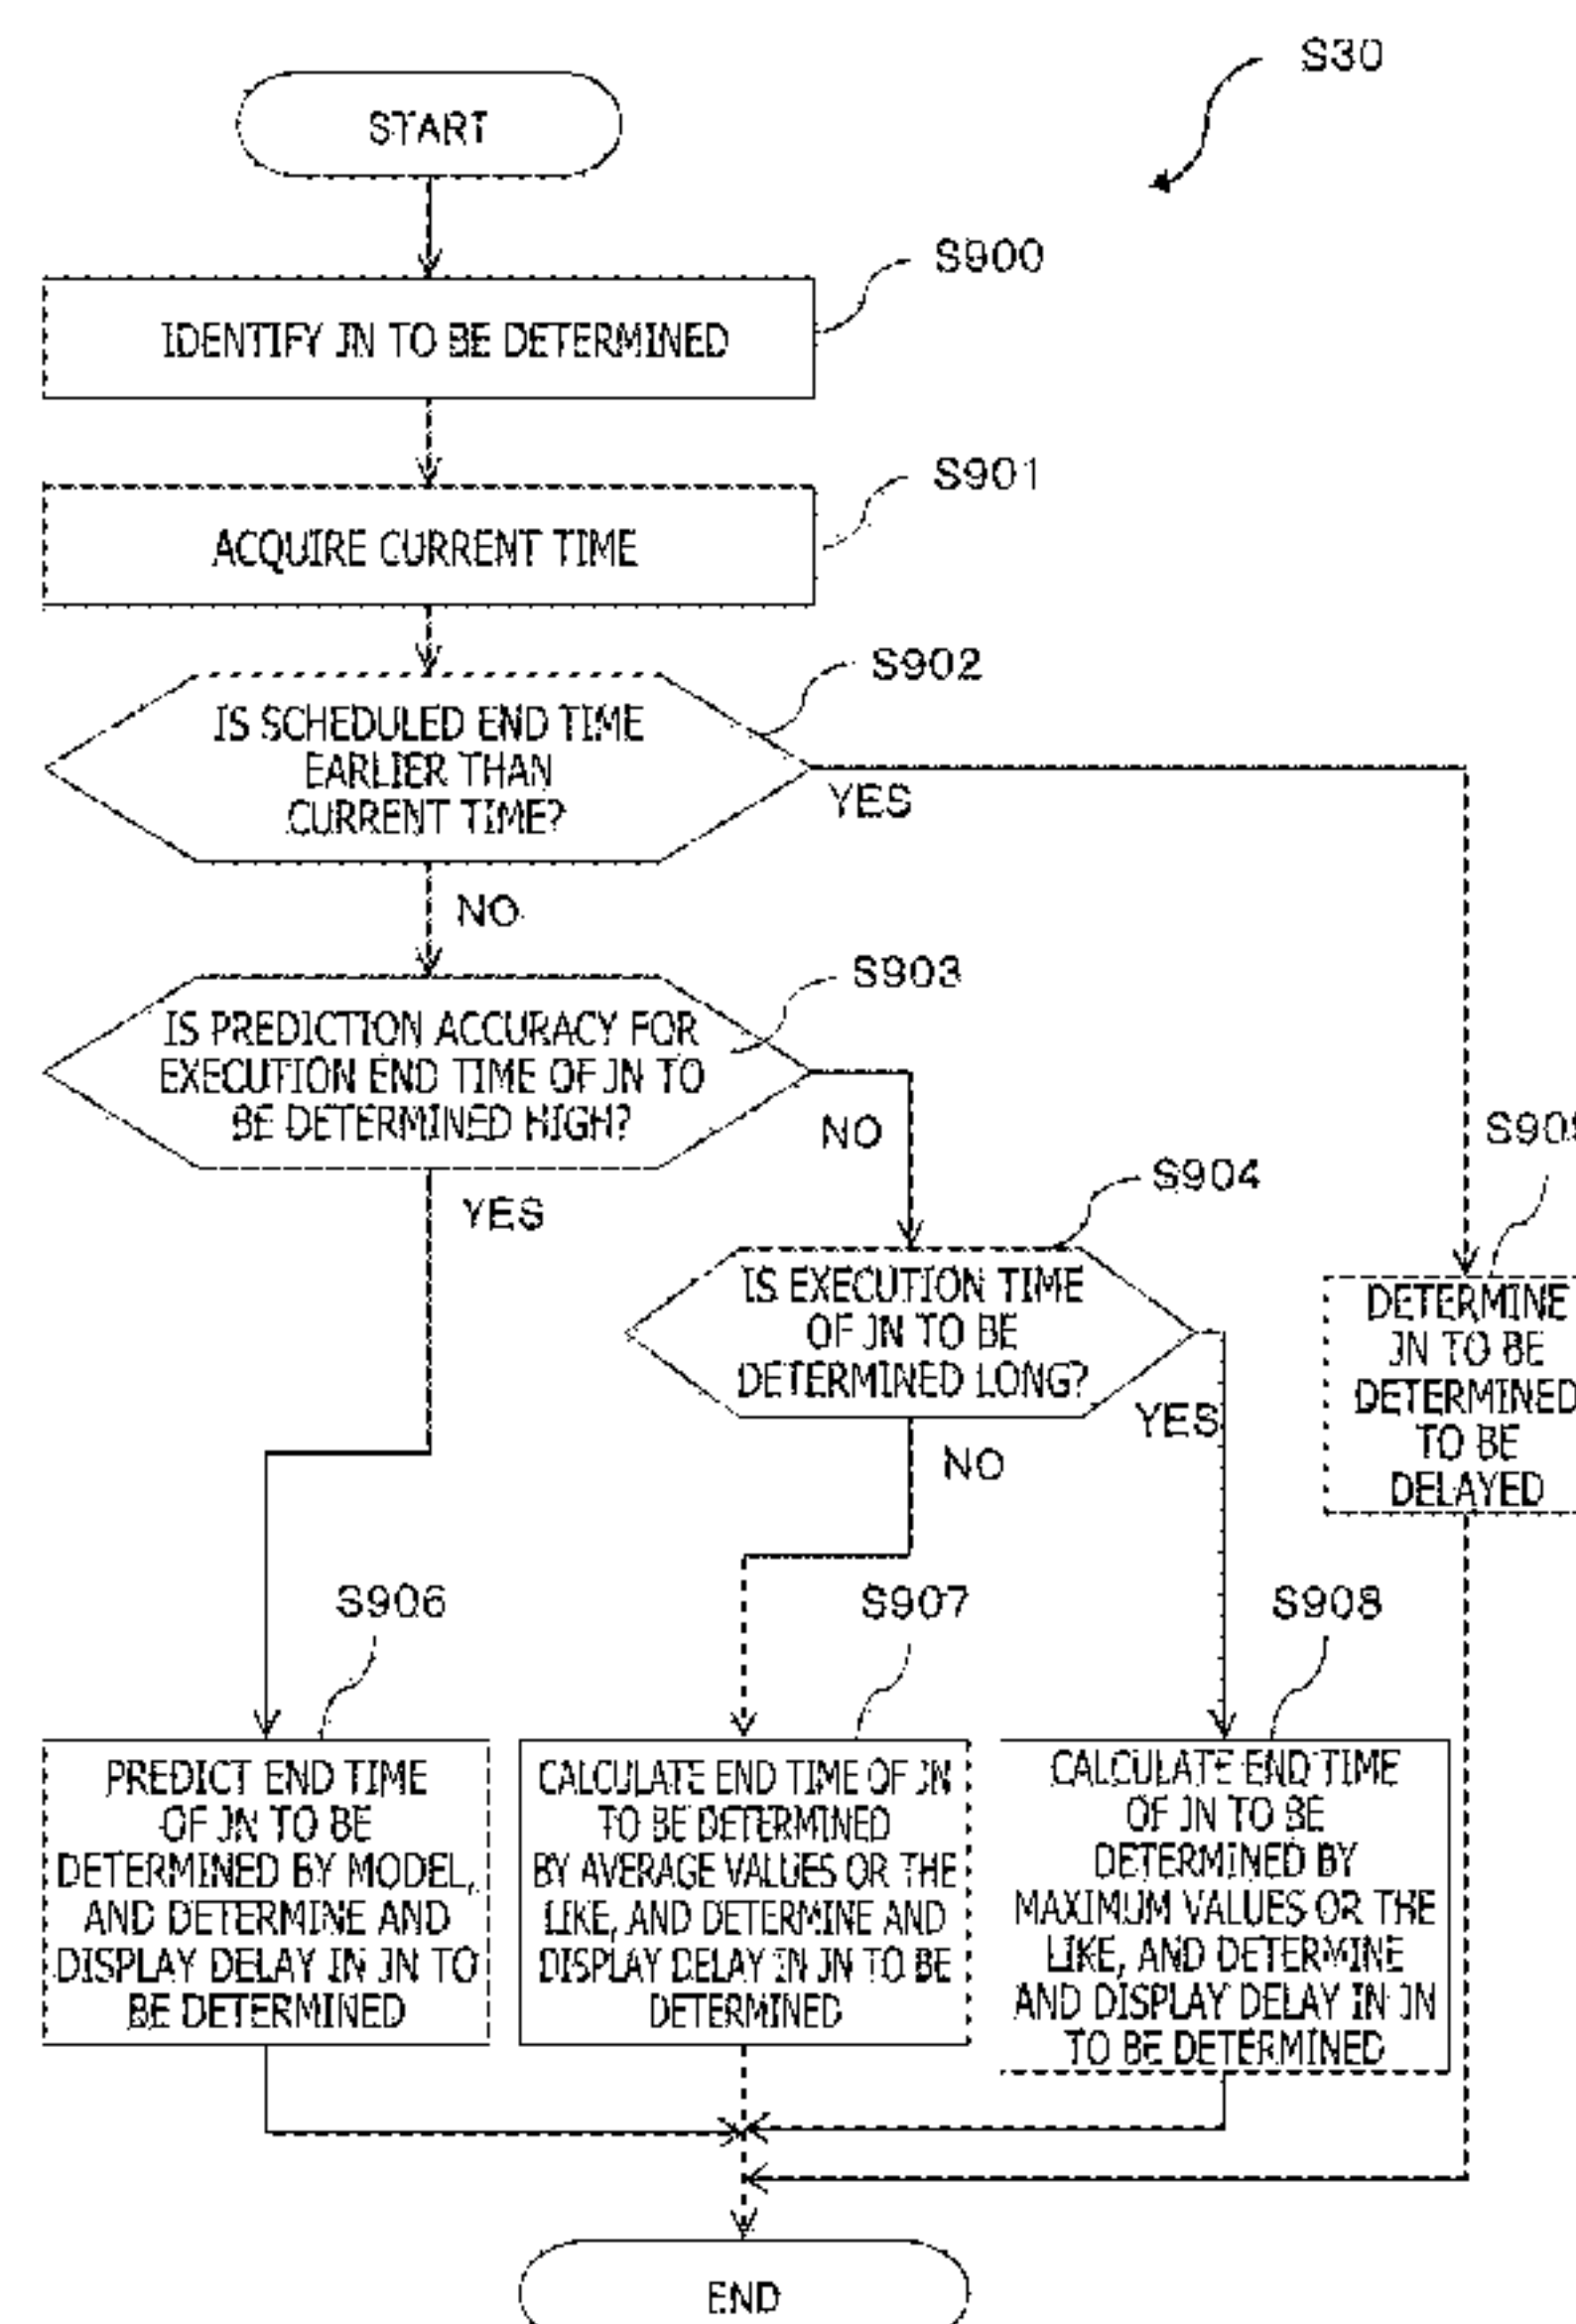 S30
START
S900
IDENTIFY JN TO BE DETERMINED
S901
ACQUIRE CURRENT TIME
S902
IS SCHEDULED END TIME
EARLIER THAN
CURRENT TIME?
YES
NO
S903
IS PREDICTION ACCURACY FOR
EXECUTION END TIME OF JN TO
BE DETERMINED HIGH?
NO
YES
S904
IS EXECUTION TIME
OF JN TO BE
DETERMINED LONG?
YES
NO
DETERMINE
JN TO BE
DETERMINED
TO BE
DELAYED
S906
PREDICT END TIME
OF JN TO BE
DETERMINED BY MODEL,
AND DETERMINE AND
DISPLAY DELAY IN JN TO
BE DETERMINED
S907
CALCULATE END TIME OF JN
TO BE DETERMINED
BY AVERAGE VALUES OR THE
LIKE, AND DETERMINE AND
DISPLAY DELAY IN JN TO BE
DETERMINED
S908
CALCULATE END TIME
OF JN TO BE
DETERMINED BY
MAXIMUM VALUES OR THE
LIKE, AND DETERMINE
AND DISPLAY DELAY IN JN
TO BE DETERMINED
END